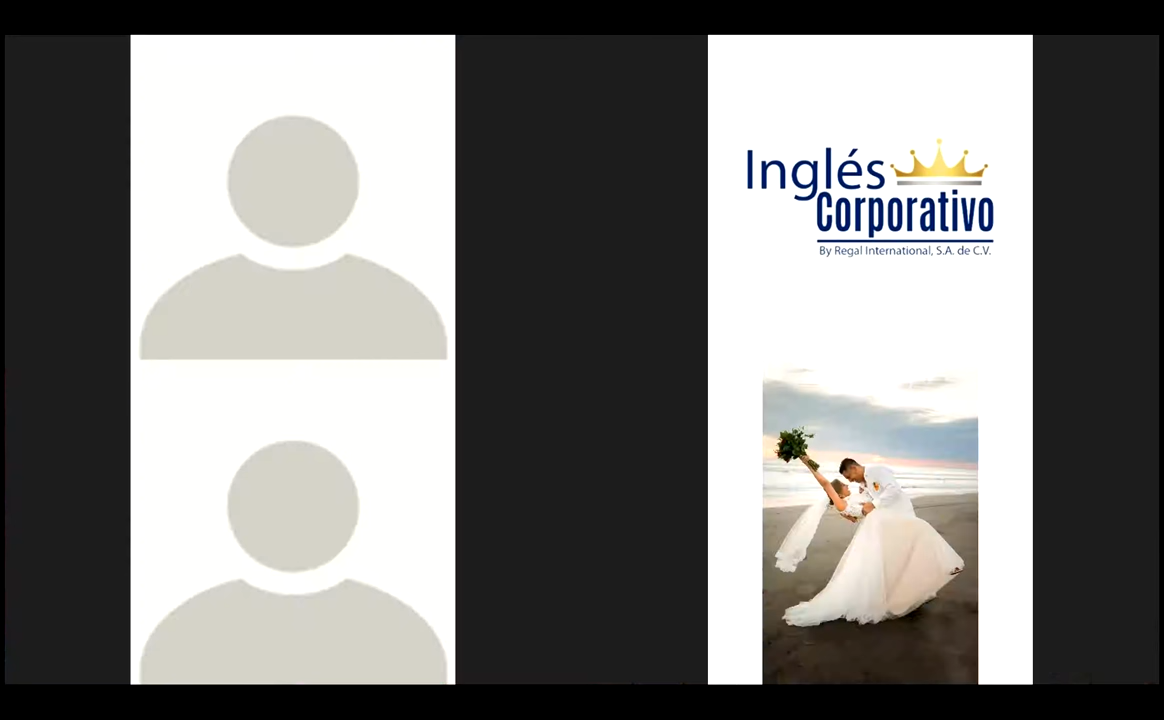 Inglés
Corporativo
By Regal International, S.A. de C.V.